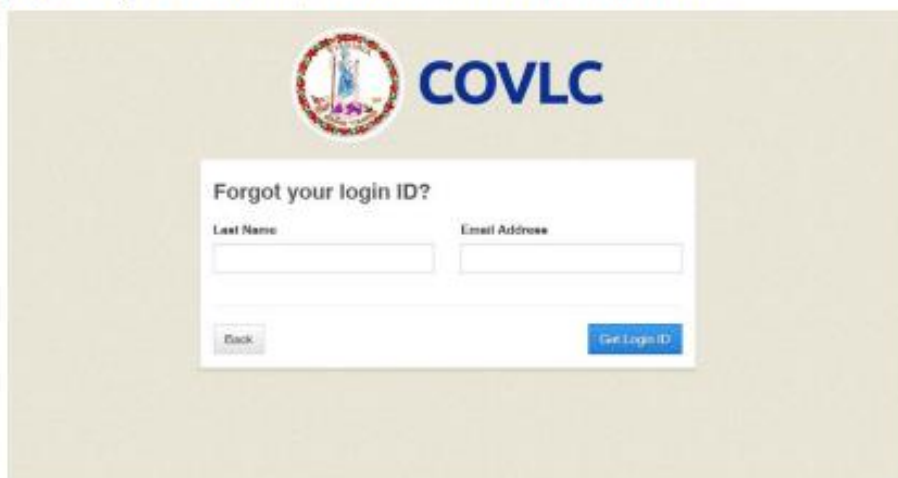 COVLC
Forgot your login ID?
Last Name
Email Address
Back
Get Login ID